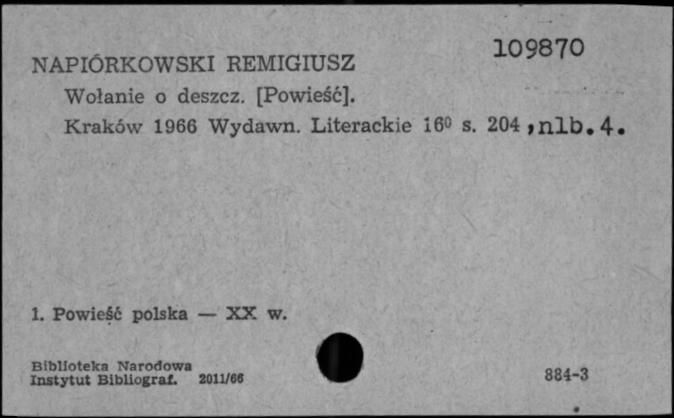 109870
NAPIÓRKOWSKI REMIGIUSZ
Wołanie o deszcz. [Powieść].
Kraków 1966 Wydawn. Literackie 16⁰ s. 204 , nlb. 4.
1. Powieść polska — XX w.
Biblioteka Narodowa
Instytut Bibliograf. 2011/66
884-3